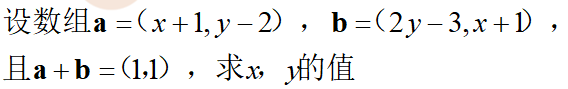 设数组a=(x+1,y-2)，b=(2y-3,x+1)，
且a+b=(1,1)，求x，y的值